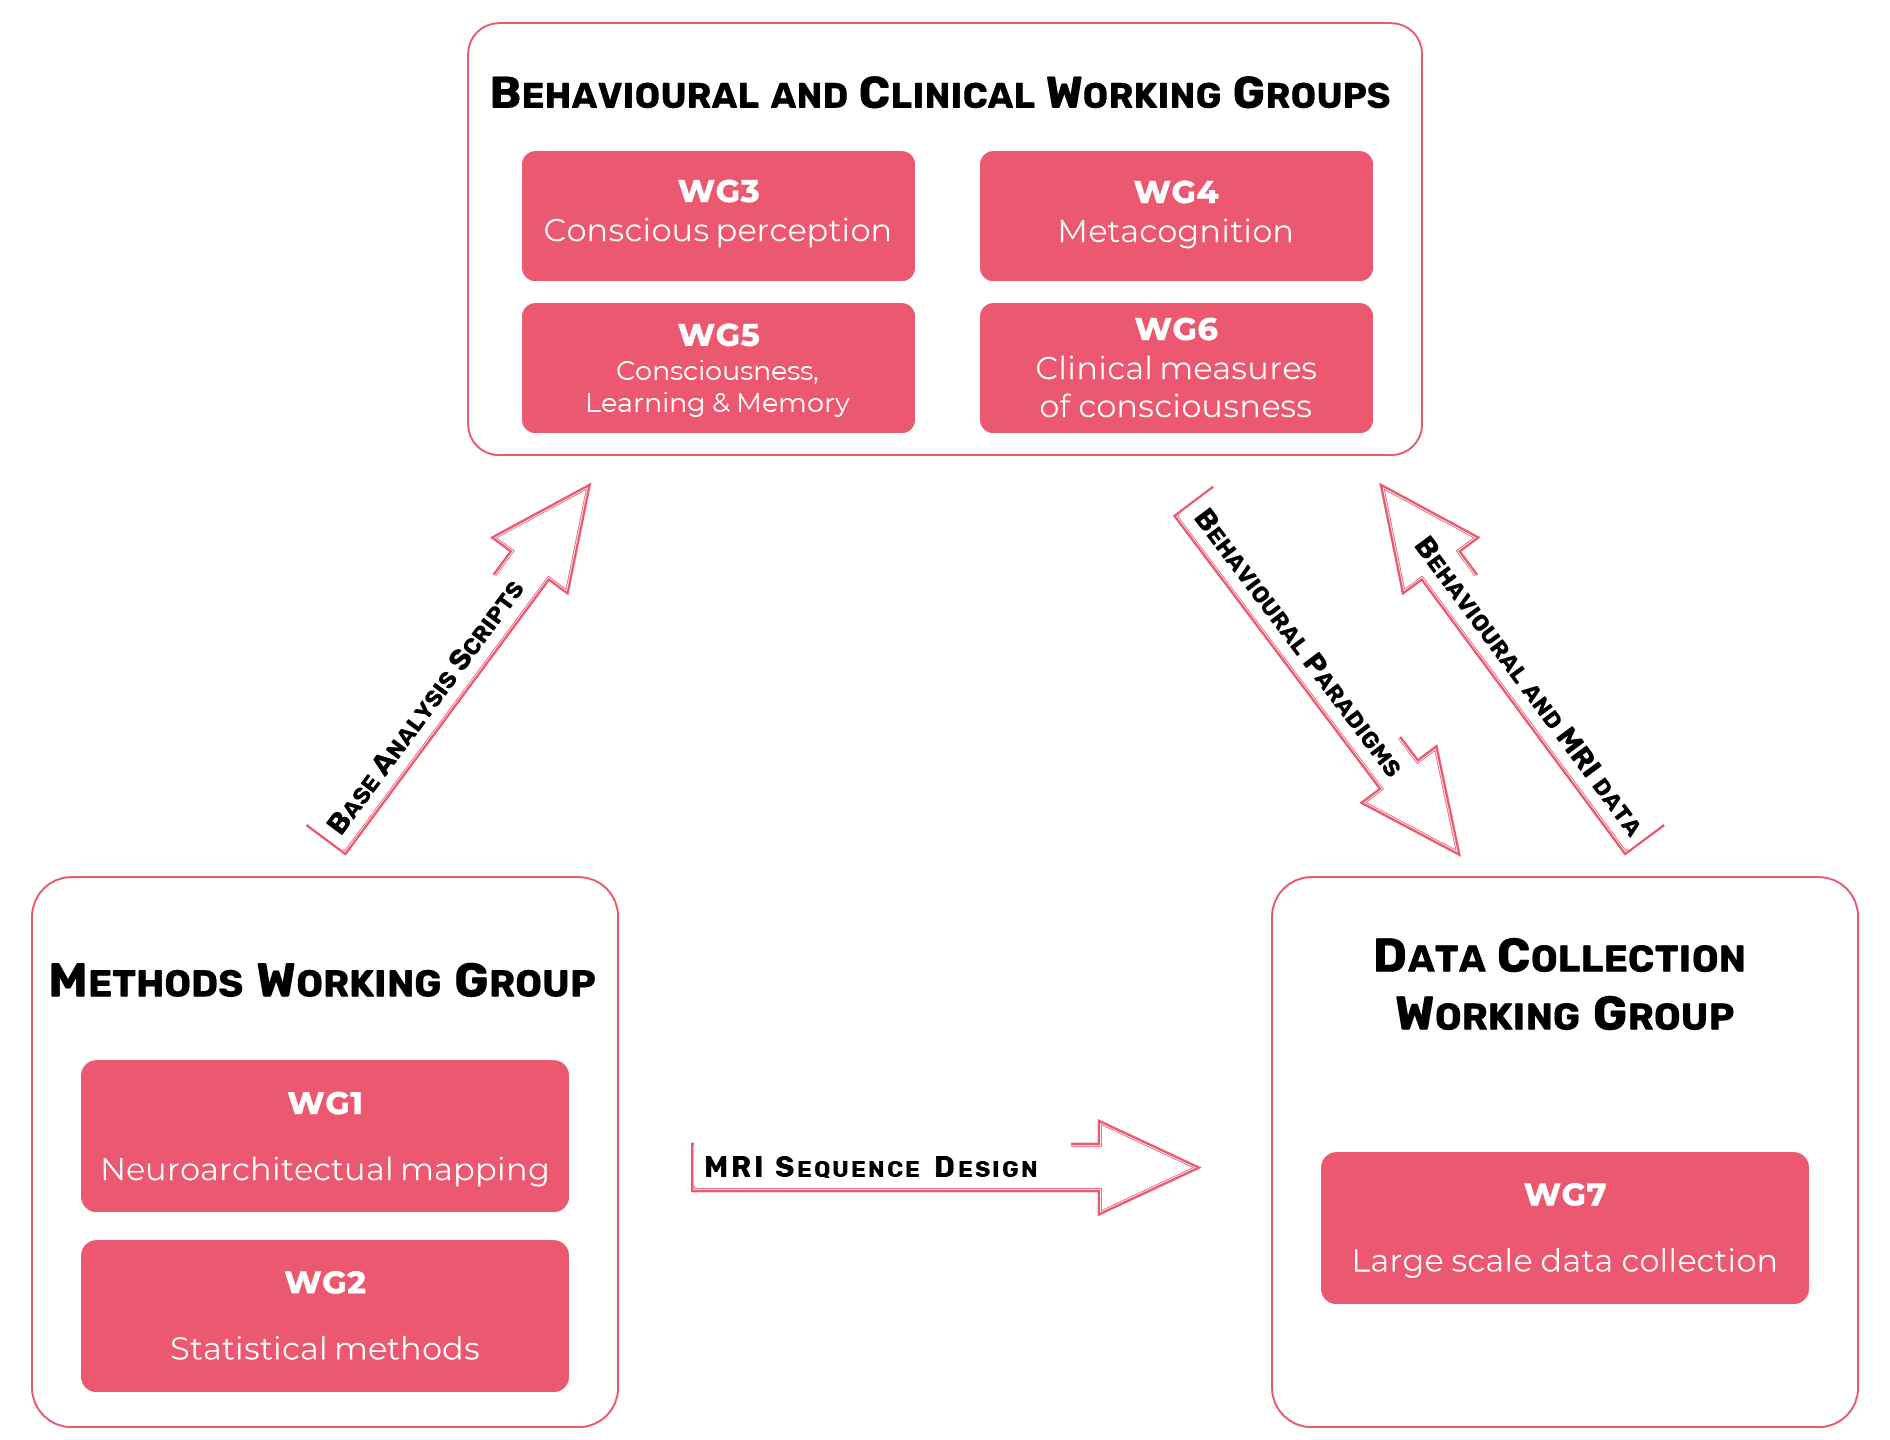 Behavioural and Clinical Working Groups
WG3
Conscious perception
WG4
Metacognition
WG5
Consciousness,
Learning & Memory
WG6
Clinical measures
of consciousness
Base Analysis Scripts
Behavioural Paradigms
Behavioural and MRI data
Methods Working Group
WG1
Neuroarchitectual mapping
WG2
Statistical methods
MRI Sequence Design
Data Collection
Working Group
WG7
Large scale data collection